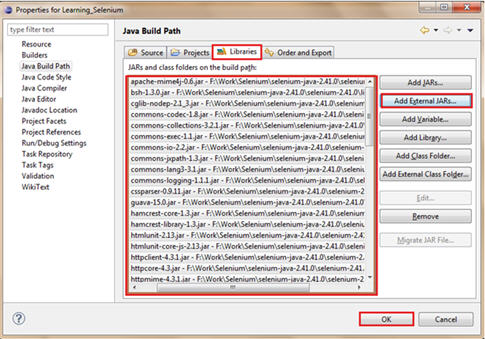 Properties for Learning_Selenium
type filter text
Resource
Builders
Java Build Path
Java Code Style
Java Compiler
Java Editor
Javadoc Location
Project Facets
Project References
Run/Debug Settings
Task Repository
Task Tags
Validation
WikiText
Java Build Path
Source
Projects
Libraries
Order and Export
JARs and class folders on the build path:
apache-mime4j-0.6.jar - F:\Work\Selenium\selenium-java-2.41.0\seleniu
bsh-1.3.0.jar - F:\Work\Selenium\selenium-java-2.41.0\selenium-2.41.0\li
cglib-nodep-2.1_3.jar - F:\Work\Selenium\selenium-java-2.41.0\selenium-
commons-codec-1.8.jar - F:\Work\Selenium\selenium-java-2.41.0\seleni
commons-collections-3.2.1.jar - F:\Work\Selenium\selenium-java-2.41.0
commons-exec-1.1.jar - F:\Work\Selenium\selenium-java-2.41.0\seleniur
commons-io-2.2.jar - F:\Work\Selenium\selenium-java-2.41.0\selenium-
commons-jxpath-1.3.jar - F:\Work\Selenium\selenium-java-2.41.0\seleni
commons-lang3-3.1.jar - F:\Work\Selenium\selenium-java-2.41.0\seleniu
commons-logging-1.1.1.jar - F:\Work\Selenium\selenium-java-2.41.0\sel
cssparser-0.9.11.jar - F:\Work\Selenium\selenium-java-2.41.0\selenium-
guava-15.0.jar - F:\Work\Selenium\selenium-java-2.41.0\selenium-2.41.0
hamcrest-core-1.3.jar - F:\Work\Selenium\selenium-java-2.41.0\seleniur
hamcrest-library-1.3.jar - F:\Work\Selenium\selenium-java-2.41.0\seleni
htmlunit-2.13.jar - F:\Work\Selenium\selenium-java-2.41.0\selenium-2.4
htmlunit-core-js-2.13.jar - F:\Work\Selenium\selenium-java-2.41.0\selen
httpclient-4.3.1.jar - F:\Work\Selenium\selenium-java-2.41.0\selenium-2
httpcore-4.3.jar - F:\Work\Selenium\selenium-java-2.41.0\selenium-2.41
httpmime-4.3.1.jar - F:\Work\Selenium\selenium-java-2.41.0\selenium-2
Add JARs...
Add External JARs...
Add Variable...
Add Library...
Add Class Folder...
Add External Class Folder...
Edit...
Remove
Migrate JAR File...
OK
Cancel